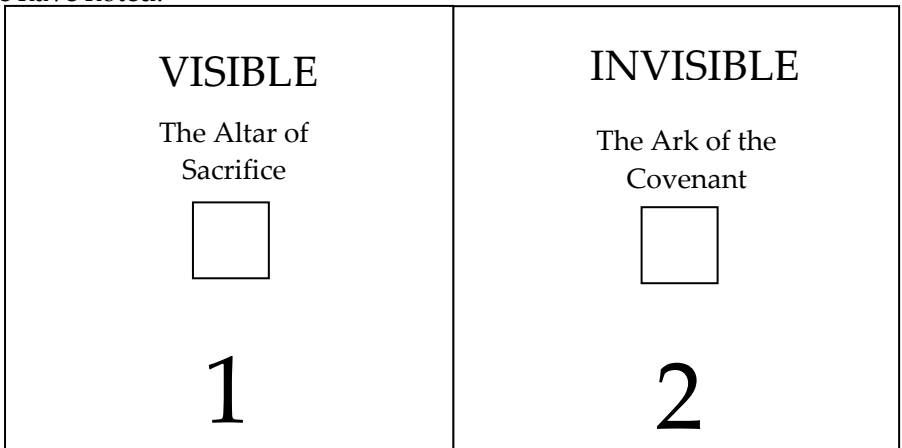 VISIBLE
The Altar of
Sacrifice
1
INVISIBLE
The Ark of the
Covenant
2